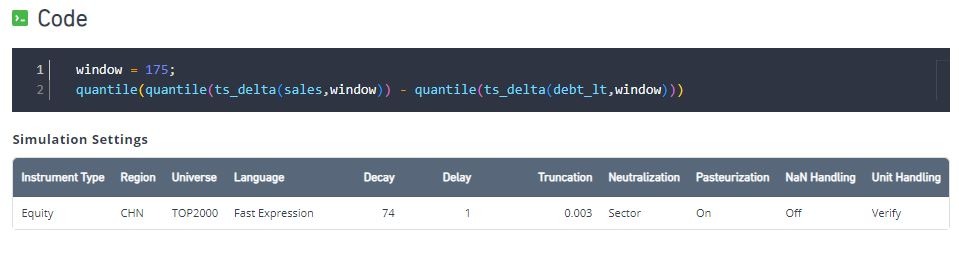 Code
1 window = 175;
2 quantile(quantile(ts_delta(sales,window)) - quantile(ts_delta(debt_lt,window)))
Simulation Settings
Instrument Type Region Universe Language Decay Delay Truncation Neutralization Pasteurization NaN Handling Unit Handling
Equity CHN TOP2000 Fast Expression 74 1 0.003 Sector On Off Verify